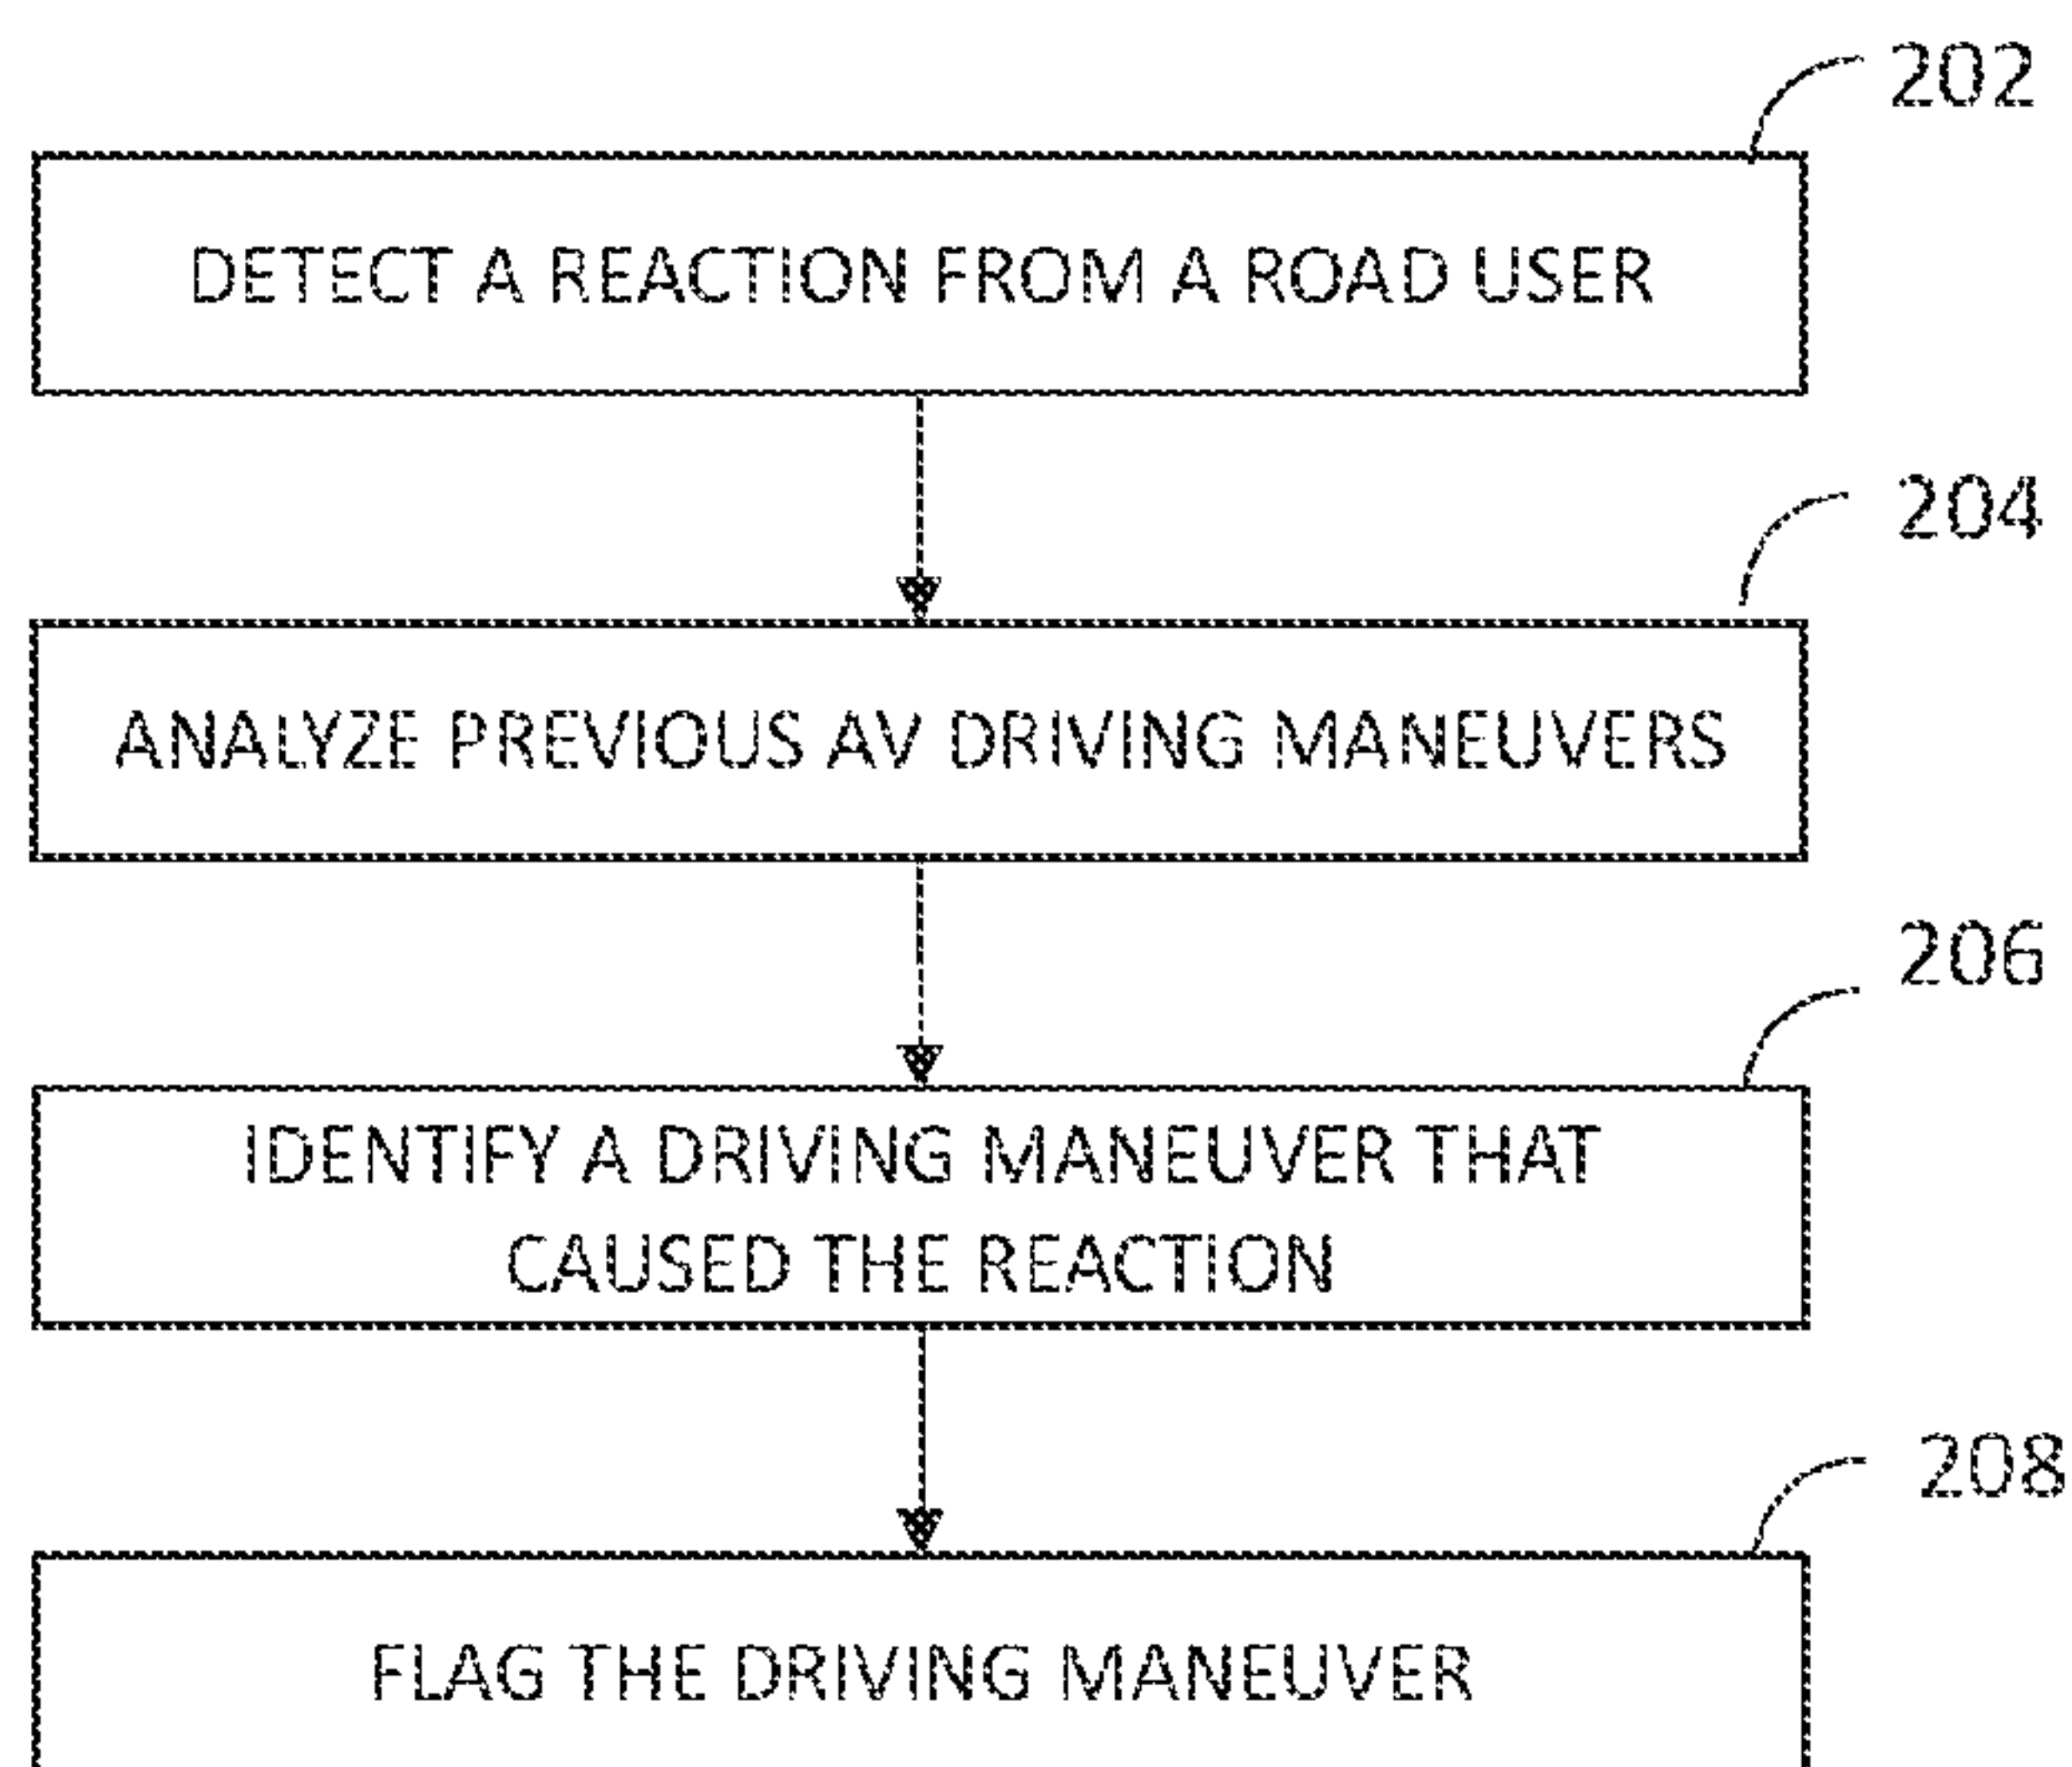 202
DETECT A REACTION FROM A ROAD USER
204
ANALYZE PREVIOUS AV DRIVING MANEUVERS
206
IDENTIFY A DRIVING MANEUVER THAT
CAUSED THE REACTION
208
FLAG THE DRIVING MANEUVER